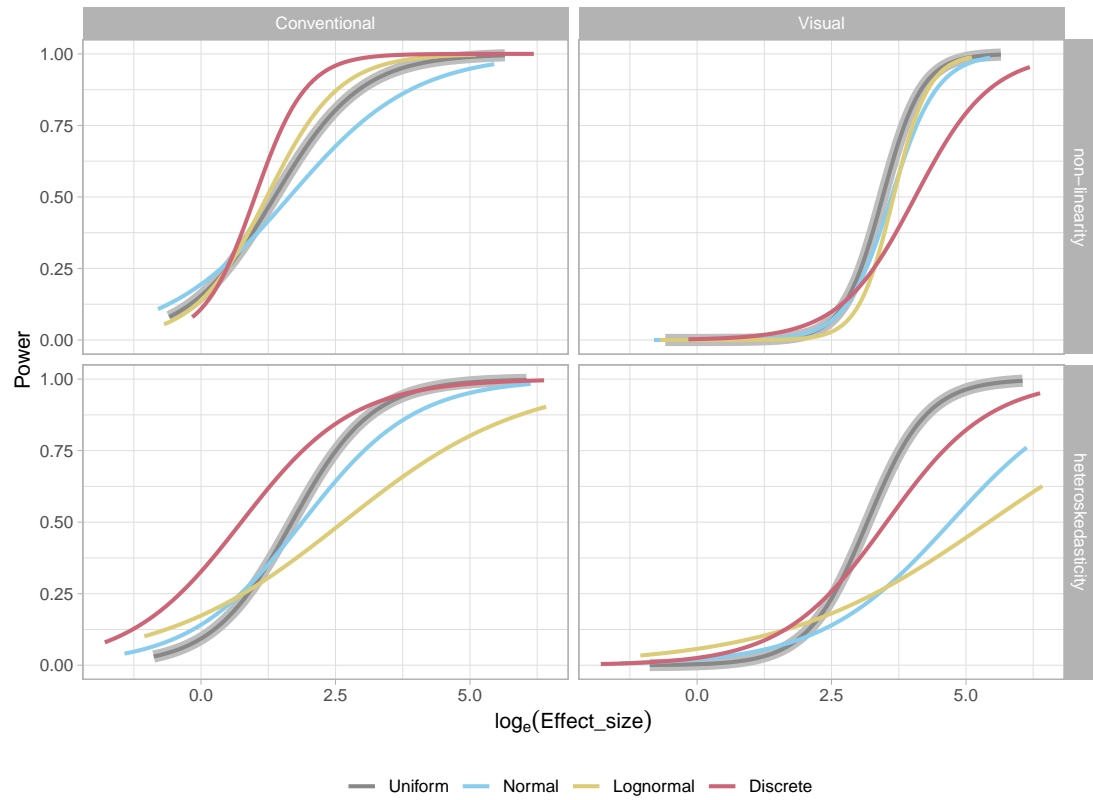 Conventional
Visual
1.00
0.75
0.50
0.25
0.00
non−linearity
1.00
0.75
0.50
0.25
0.00
heteroskedasticity
Power
0.0 2.5 5.0
0.0 2.5 5.0
logₑ(Effect_size)
Uniform Normal Lognormal Discrete